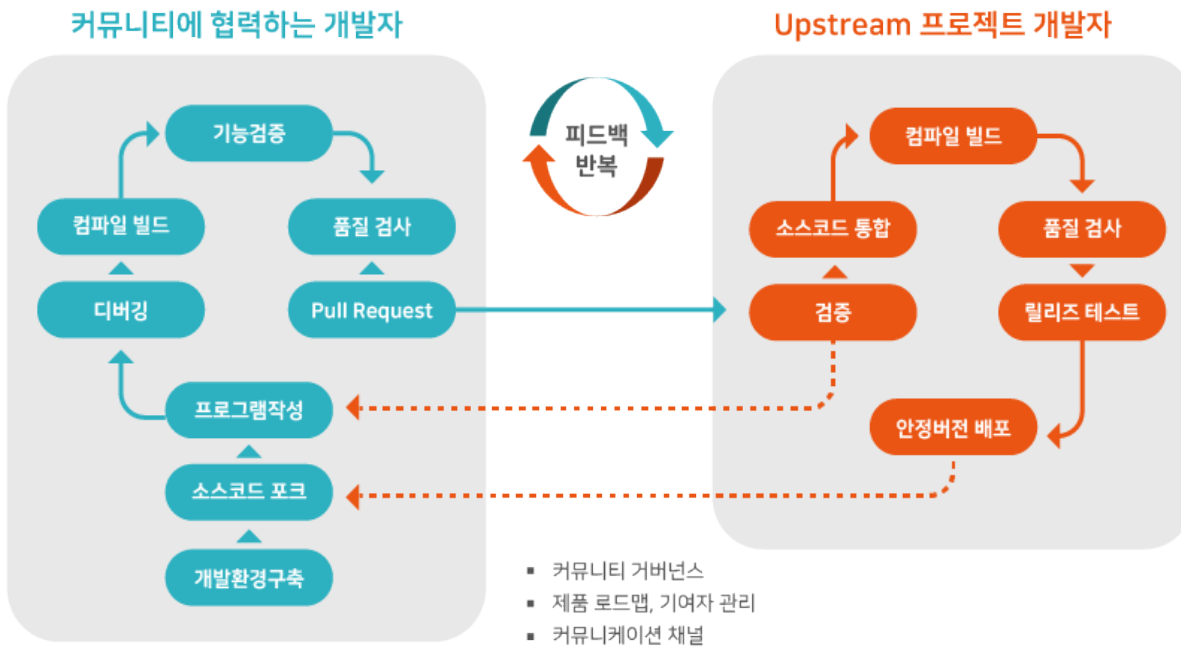 커뮤니티에 협력하는 개발자
기능검증
컴파일 빌드
품질 검사
디버깅
Pull Request
프로그램작성
소스코드 포크
개발환경구축
피드백
반복
Upstream 프로젝트 개발자
컴파일 빌드
소스코드 통합
품질 검사
검증
릴리즈 테스트
안정버전 배포
▪ 커뮤니티 거버넌스
▪ 제품 로드맵, 기여자 관리
▪ 커뮤니케이션 채널